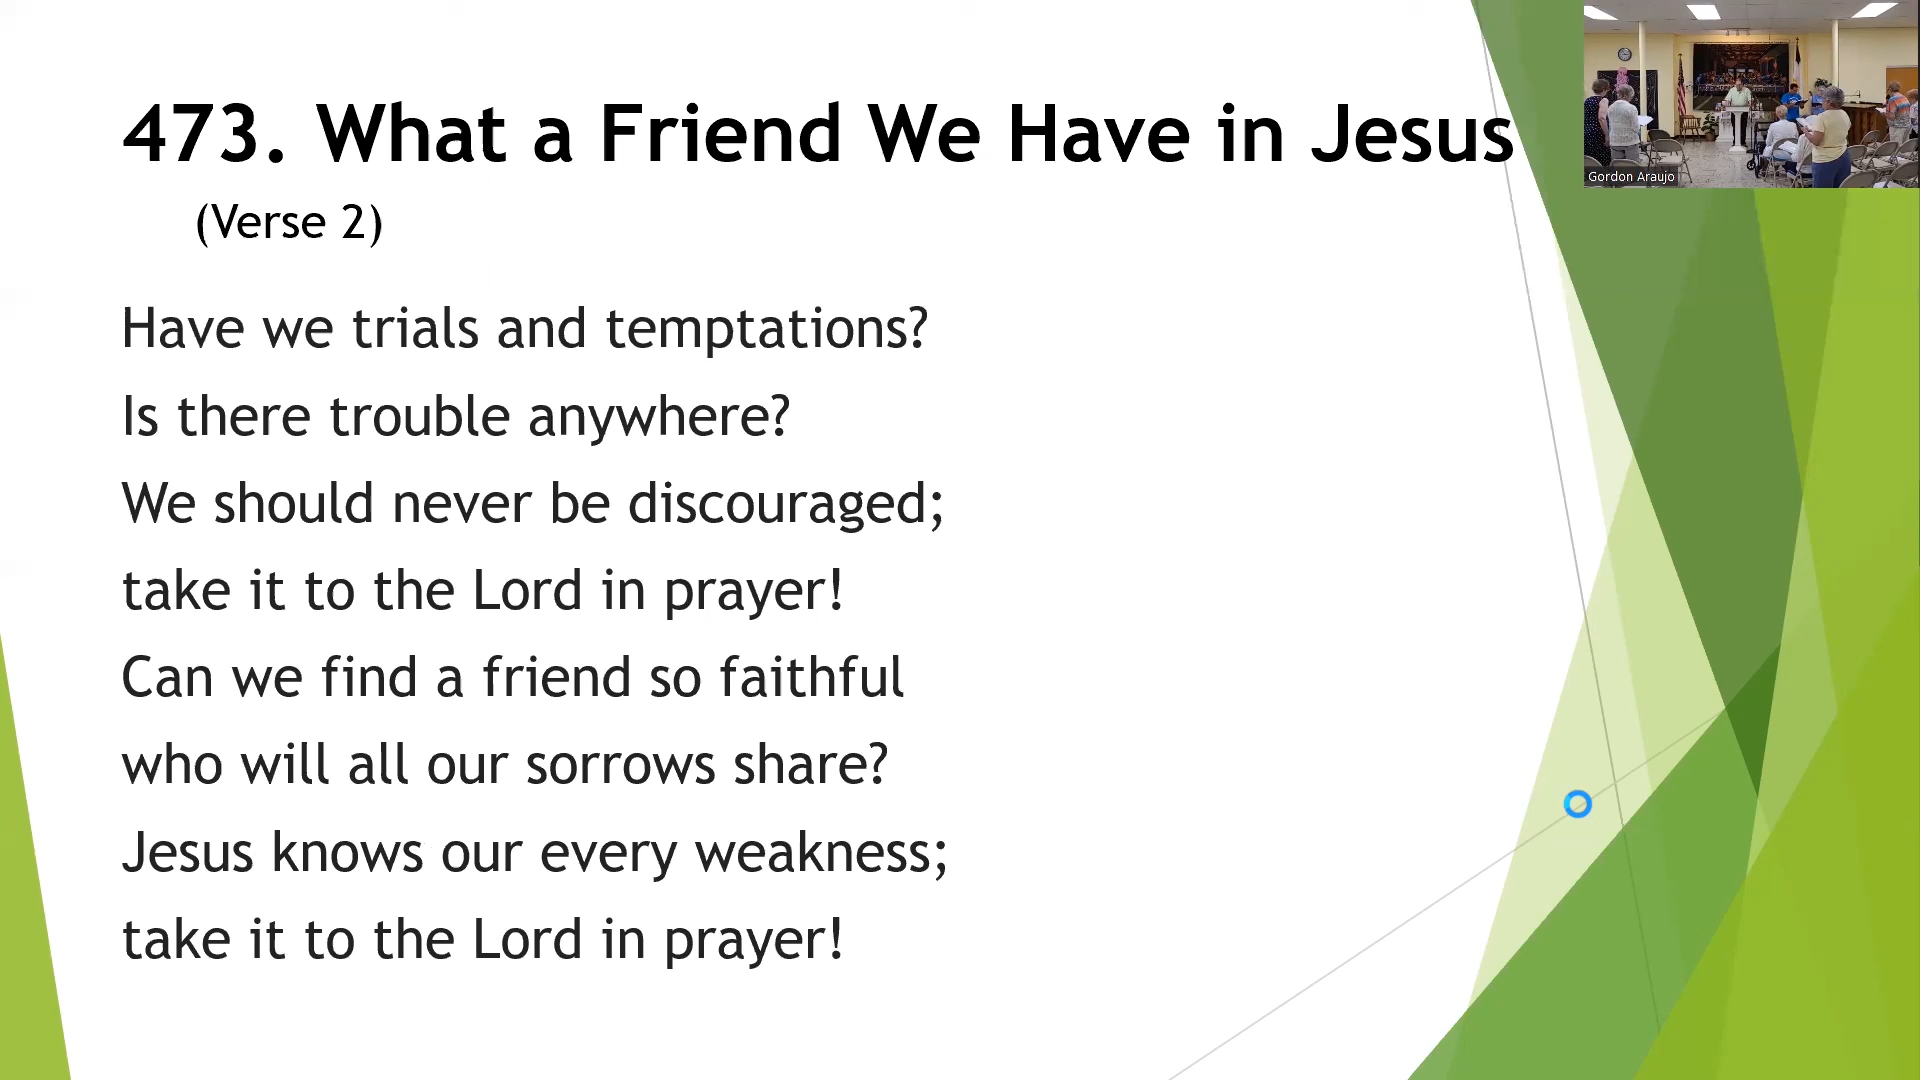 473. What a Friend We Have in Jesus
(Verse 2)
Have we trials and temptations?
Is there trouble anywhere?
We should never be discouraged;
take it to the Lord in prayer!
Can we find a friend so faithful
who will all our sorrows share?
Jesus knows our every weakness;
take it to the Lord in prayer!
Gordon Araujo